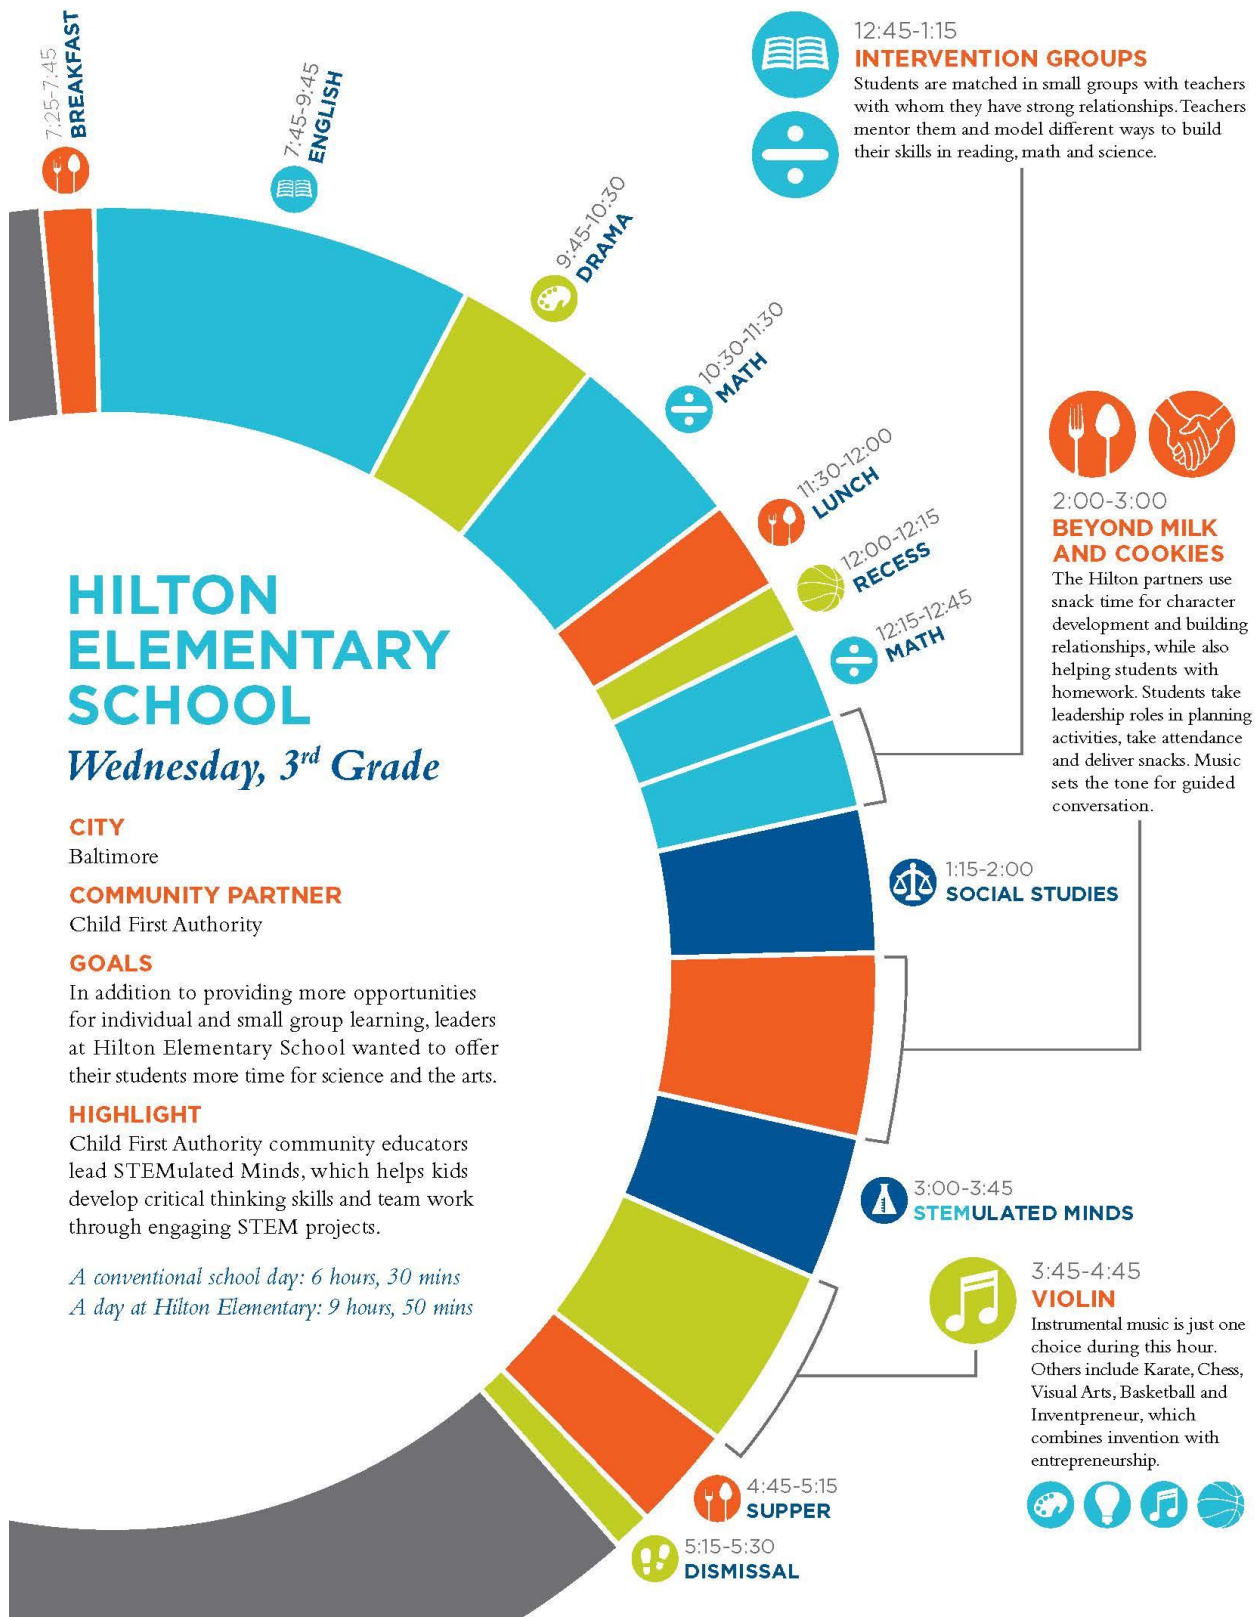 7:25-7:45
BREAKFAST
7:45-9:45
ENGLISH
9:45-10:30
DRAMA
10:30-11:30
MATH
11:30-12:00
LUNCH
12:00-12:15
RECESS
12:15-12:45
MATH
12:45-1:15
INTERVENTION GROUPS
Students are matched in small groups with teachers
with whom they have strong relationships. Teachers
mentor them and model different ways to build
their skills in reading, math and science.
1:15-2:00
SOCIAL STUDIES
2:00-3:00
BEYOND MILK
AND COOKIES
The Hilton partners use
snack time for character
development and building
relationships, while also
helping students with
homework. Students take
leadership roles in planning
activities, take attendance
and deliver snacks. Music
sets the tone for guided
conversation.
3:00-3:45
STEMULATED MINDS
3:45-4:45
VIOLIN
Instrumental music is just one
choice during this hour.
Others include Karate, Chess,
Visual Arts, Basketball and
Inventpreneur, which
combines invention with
entrepreneurship.
4:45-5:15
SUPPER
5:15-5:30
DISMISSAL
HILTON
ELEMENTARY
SCHOOL
Wednesday, 3rd Grade
CITY
Baltimore
COMMUNITY PARTNER
Child First Authority
GOALS
In addition to providing more opportunities
for individual and small group learning, leaders
at Hilton Elementary School wanted to offer
their students more time for science and the arts.
HIGHLIGHT
Child First Authority community educators
lead STEMulated Minds, which helps kids
develop critical thinking skills and team work
through engaging STEM projects.
A conventional school day: 6 hours, 30 mins
A day at Hilton Elementary: 9 hours, 50 mins